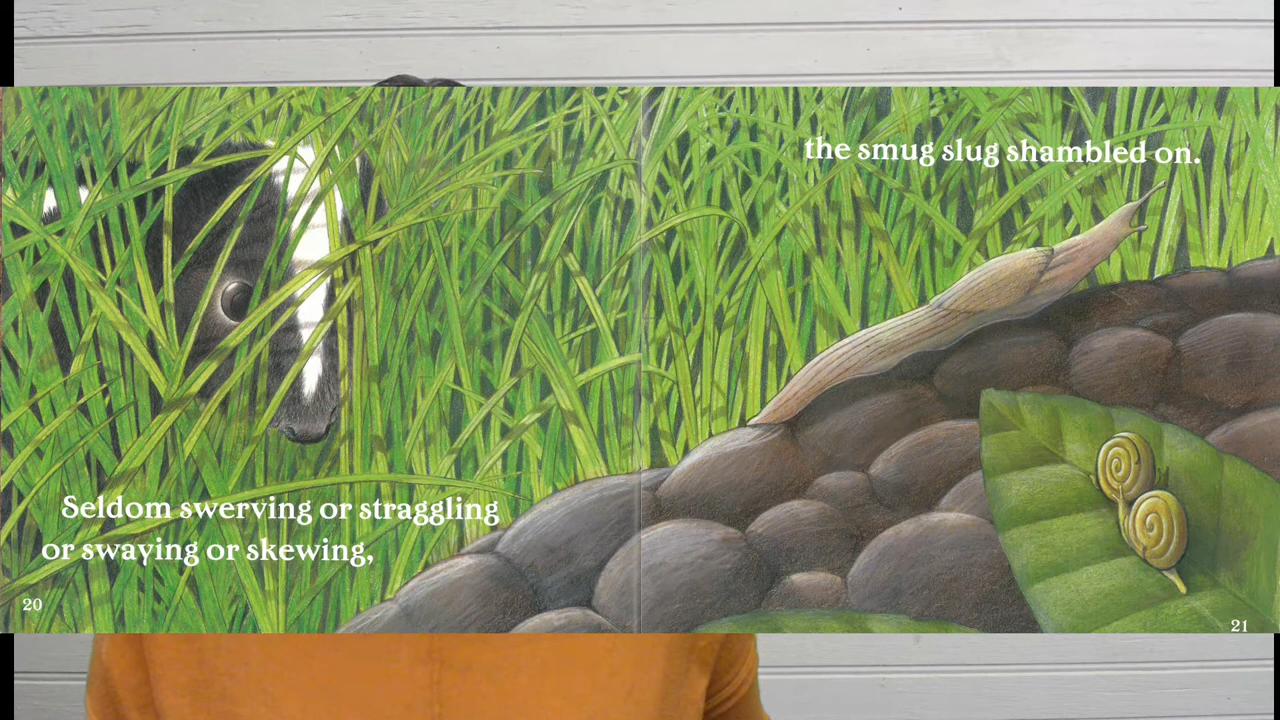 Seldom swerving or straggling
or swaying or skewing,
20
the smug slug shambled on.
21